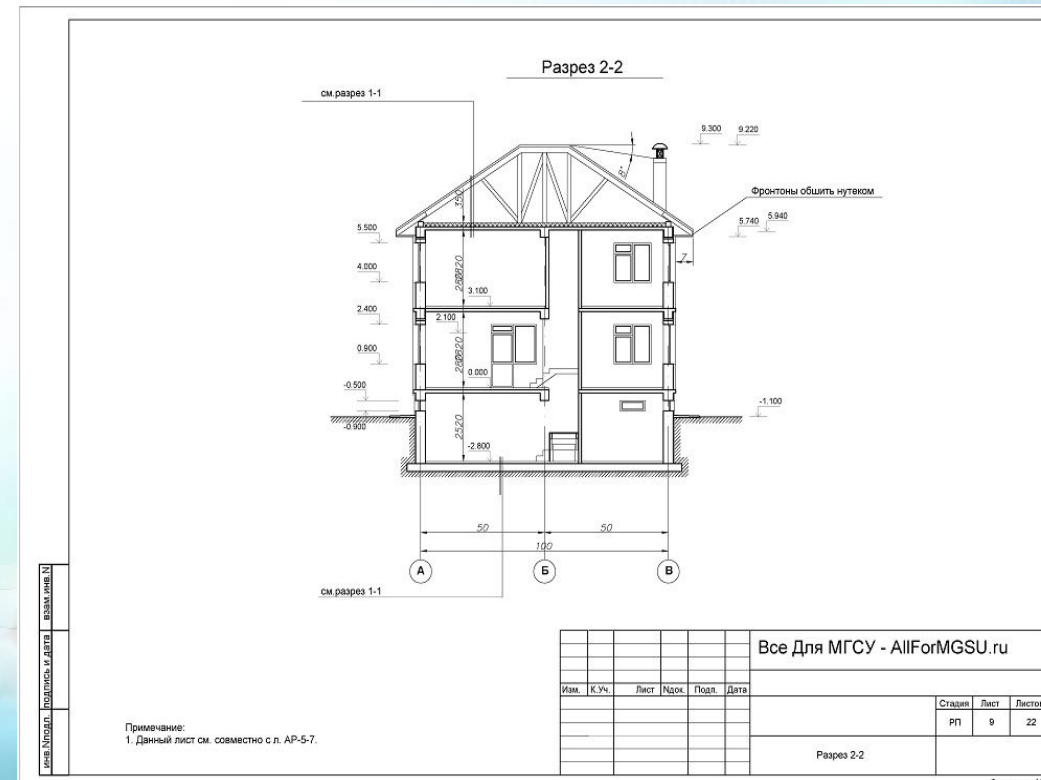 Разрез 2-2
см.разрез 1-1
9.300 9.220
8°
Фронтоны обшить нутеком
350
5.740 5.940
5.500
7
4.000
3.100
2.400
2.100
0.900
0.000
-0.500
-0.900
-1.100
2520
-2.800
50 50
100
А Б В
см.разрез 1-1
взам.инв.N
подпись и дата
инв.Nподл.
Все Для МГСУ - AllForMGSU.ru
Изм. К.Уч. Лист Nдок. Подп. Дата
Стадия Лист Листов
РП 9 22
Разрез 2-2
Примечание:
1. Данный лист см. совместно с л. АР-5-7.